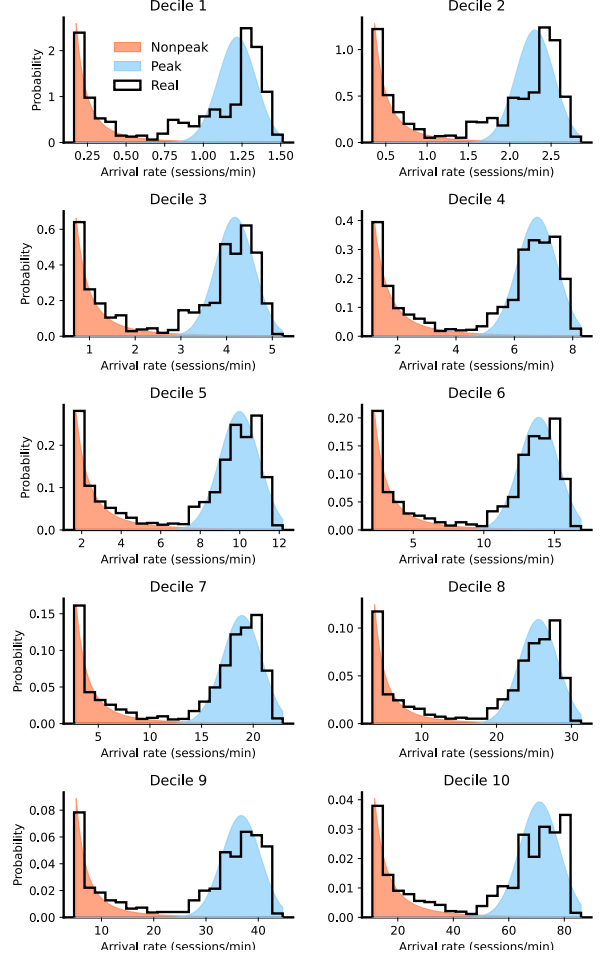 Decile 1
Decile 2
Probability
2
1
0
Nonpeak
Peak
Real
1.0
0.5
0.0
0.25 0.50 0.75 1.00 1.25 1.50
0.5 1.0 1.5 2.0 2.5
Arrival rate (sessions/min)
Arrival rate (sessions/min)
Decile 3
Decile 4
Probability
0.6
0.4
0.2
0.0
0.4
0.3
0.2
0.1
0.0
1 2 3 4 5
2 4 6 8
Arrival rate (sessions/min)
Arrival rate (sessions/min)
Decile 5
Decile 6
Probability
0.2
0.1
0.0
0.20
0.15
0.10
0.05
0.00
2 4 6 8 10 12
5 10 15
Arrival rate (sessions/min)
Arrival rate (sessions/min)
Decile 7
Decile 8
Probability
0.15
0.10
0.05
0.00
0.10
0.05
0.00
5 10 15 20
10 20 30
Arrival rate (sessions/min)
Arrival rate (sessions/min)
Decile 9
Decile 10
Probability
0.08
0.06
0.04
0.02
0.00
0.04
0.03
0.02
0.01
0.00
10 20 30 40
20 40 60 80
Arrival rate (sessions/min)
Arrival rate (sessions/min)